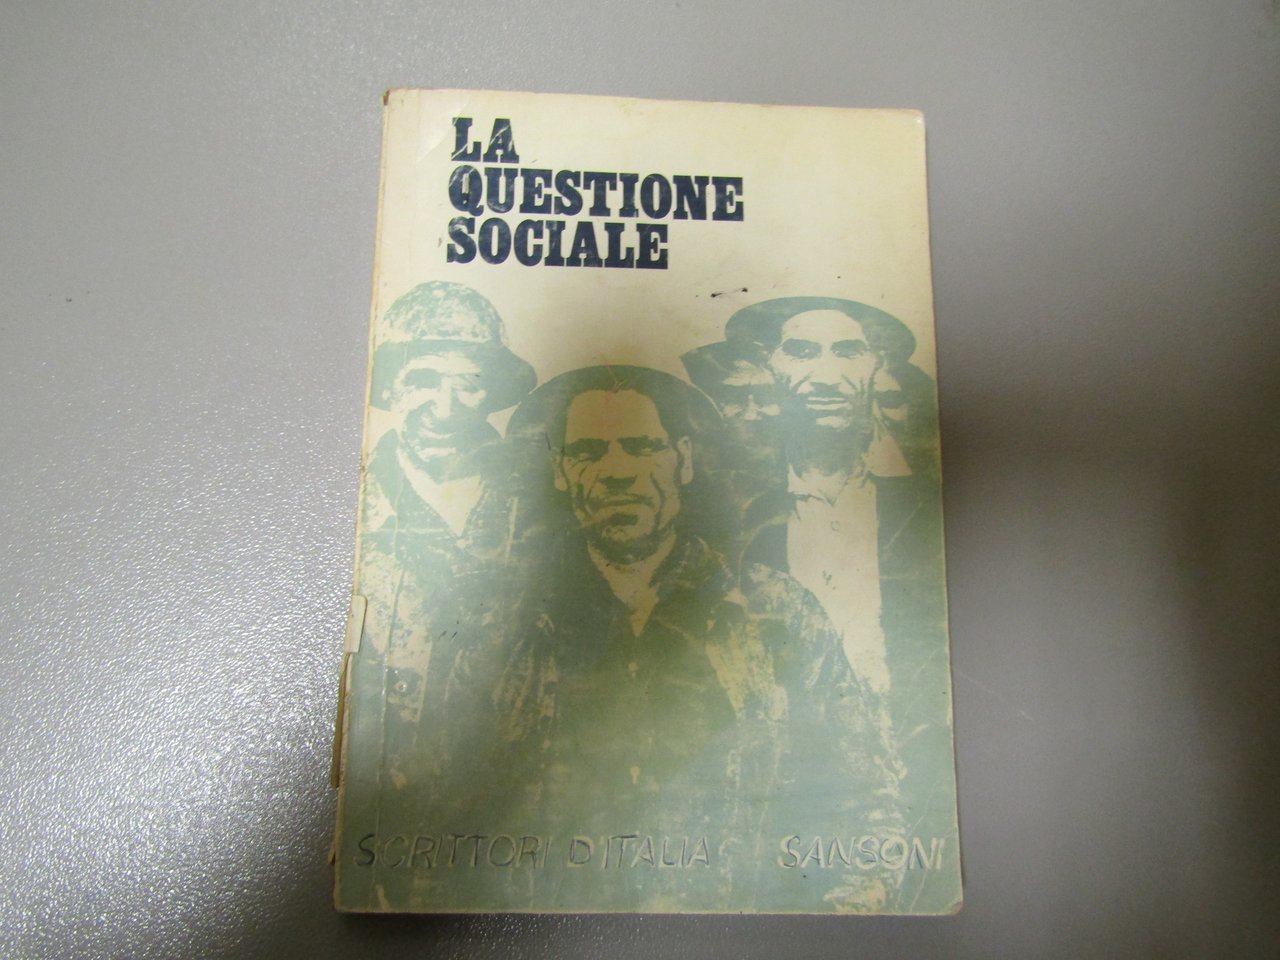 LA
QUESTIONE
SOCIALE
SCRITTORI D'ITALIA SANSONI